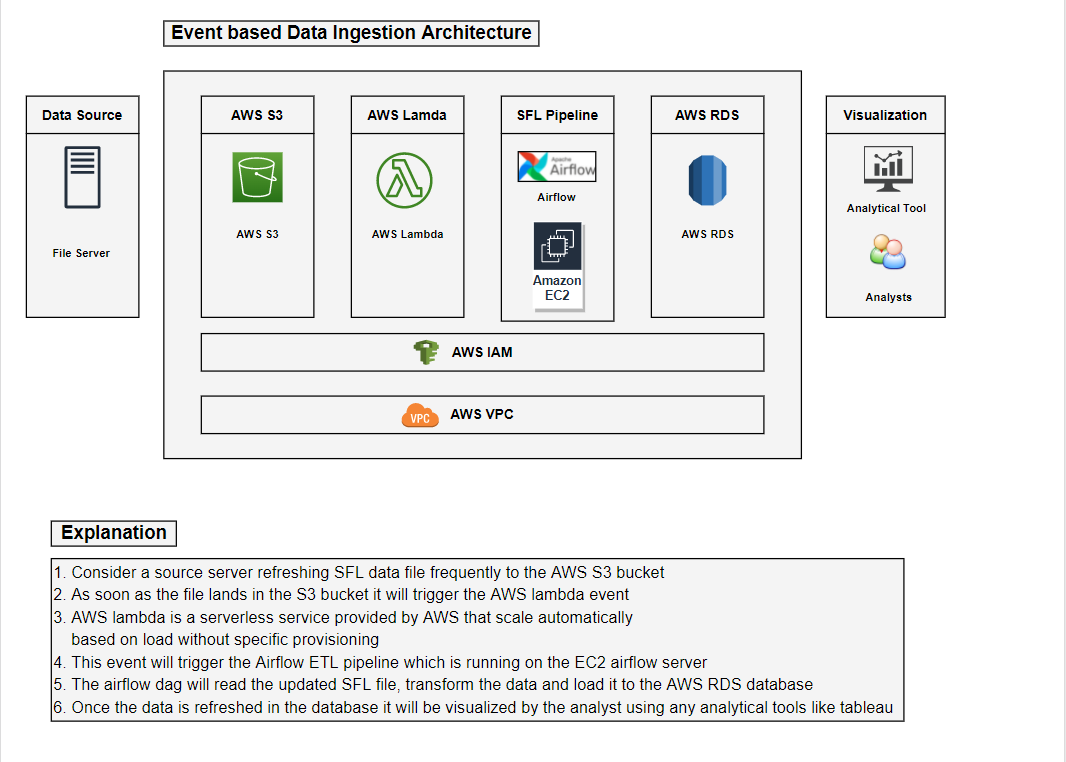 Event based Data Ingestion Architecture
Data Source
File Server
AWS S3
AWS S3
AWS Lamda
AWS Lambda
SFL Pipeline
Apache
Airflow
Airflow
Amazon
EC2
AWS RDS
AWS RDS
Visualization
Analytical Tool
Analysts
AWS IAM
VPC
AWS VPC
Explanation
1. Consider a source server refreshing SFL data file frequently to the AWS S3 bucket
2. As soon as the file lands in the S3 bucket it will trigger the AWS lambda event
3. AWS lambda is a serverless service provided by AWS that scale automatically
based on load without specific provisioning
4. This event will trigger the Airflow ETL pipeline which is running on the EC2 airflow server
5. The airflow dag will read the updated SFL file, transform the data and load it to the AWS RDS database
6. Once the data is refreshed in the database it will be visualized by the analyst using any analytical tools like tableau